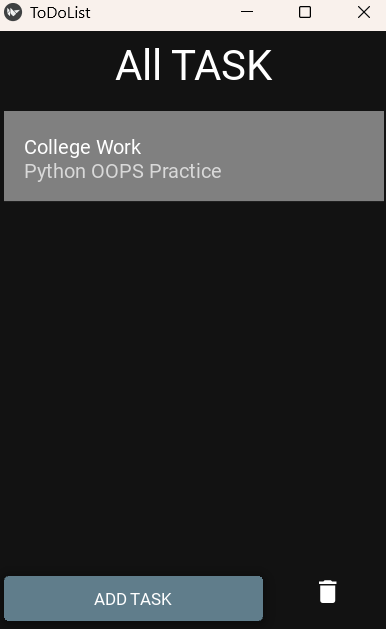 ToDoList
All TASK
College Work
Python OOPS Practice
ADD TASK